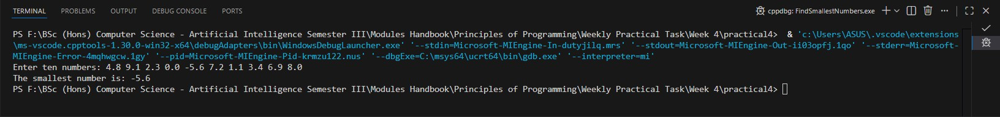 TERMINAL PROBLEMS OUTPUT DEBUG CONSOLE PORTS cppdbg: FindSmallestNumbers.exe
PS F:\BSc (Hons) Computer Science - Artificial Intelligence Semester III\Modules Handbook\Principles of Programming\Weekly Practical Task\Week 4\practical4>  & 'c:\Users\ASUS\.vscode\extensions
\ms-vscode.cpptools-1.30.0-win32-x64\debugAdapters\bin\WindowsDebugLauncher.exe' '--stdin=Microsoft-MIEngine-In-dutyjilq.mrs' '--stdout=Microsoft-MIEngine-Out-ii03opfj.1qo' '--stderr=Microsoft-
MIEngine-Error-4mqhwgcw.1gy' '--pid=Microsoft-MIEngine-Pid-krmzu122.nus' '--dbgExe=C:\msys64\ucrt64\bin\gdb.exe' '--interpreter=mi'
Enter ten numbers: 4.8 9.1 2.3 0.0 -5.6 7.2 1.1 3.4 6.9 8.0
The smallest number is: -5.6
PS F:\BSc (Hons) Computer Science - Artificial Intelligence Semester III\Modules Handbook\Principles of Programming\Weekly Practical Task\Week 4\practical4>